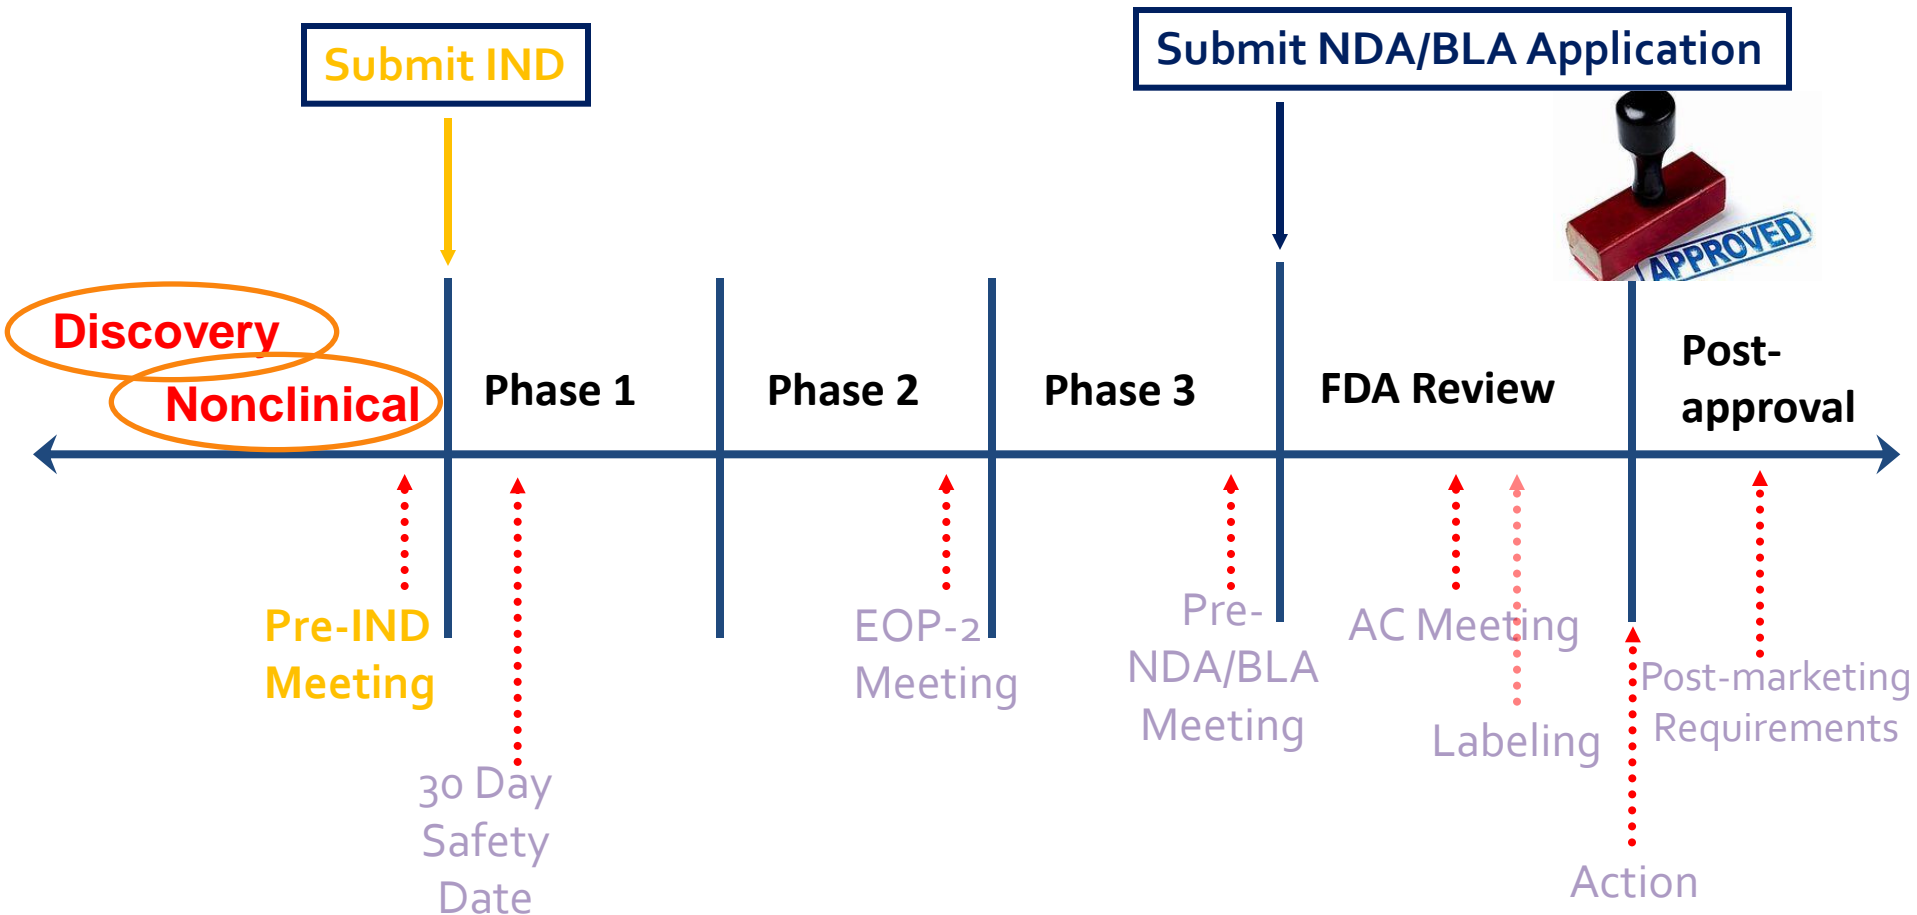 Submit IND
Submit NDA/BLA Application
APPROVED
Discovery
Nonclinical
Phase 1
Phase 2
Phase 3
FDA Review
Post-
approval
Pre-IND
Meeting
30 Day
Safety
Date
EOP-2
Meeting
Pre-
NDA/BLA
Meeting
AC Meeting
Labeling
Action
Post-marketing
Requirements